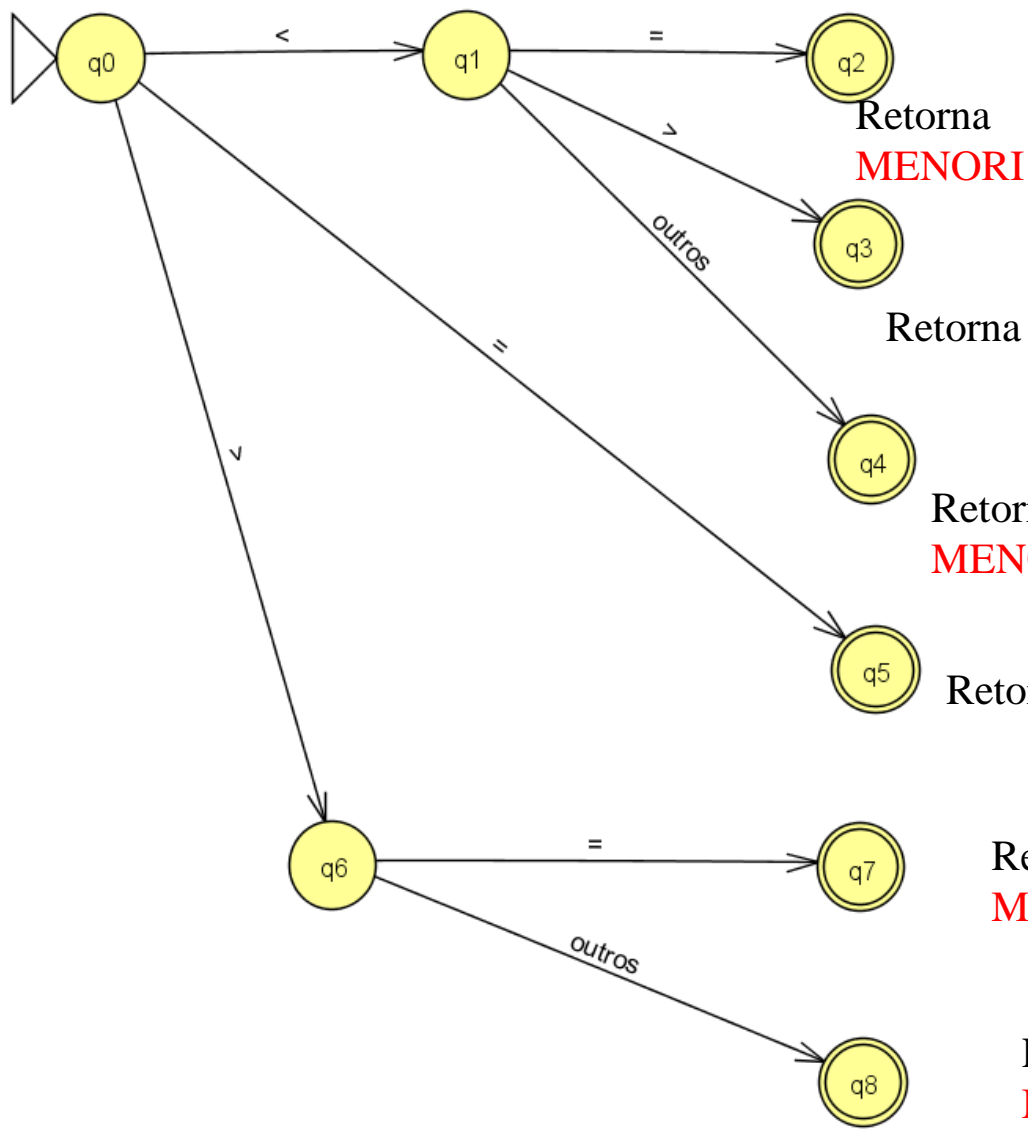 q0
<
q1
=
q2
Retorna
MENORI
>
q3
outros
Retorna
=
q4
>
q5
q6
=
q7
outros
q8